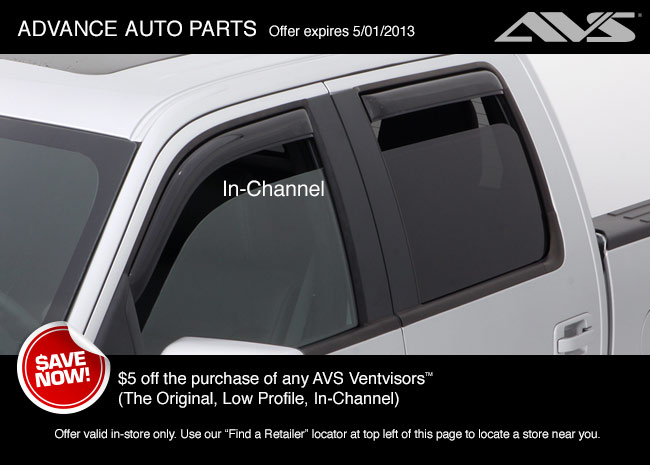 ADVANCE AUTO PARTS Offer expires 5/01/2013 AVS®
In-Channel
$AVE
NOW!
$5 off the purchase of any AVS Ventvisors™
(The Original, Low Profile, In-Channel)
Offer valid in-store only. Use our “Find a Retailer” locator at top left of this page to locate a store near you.